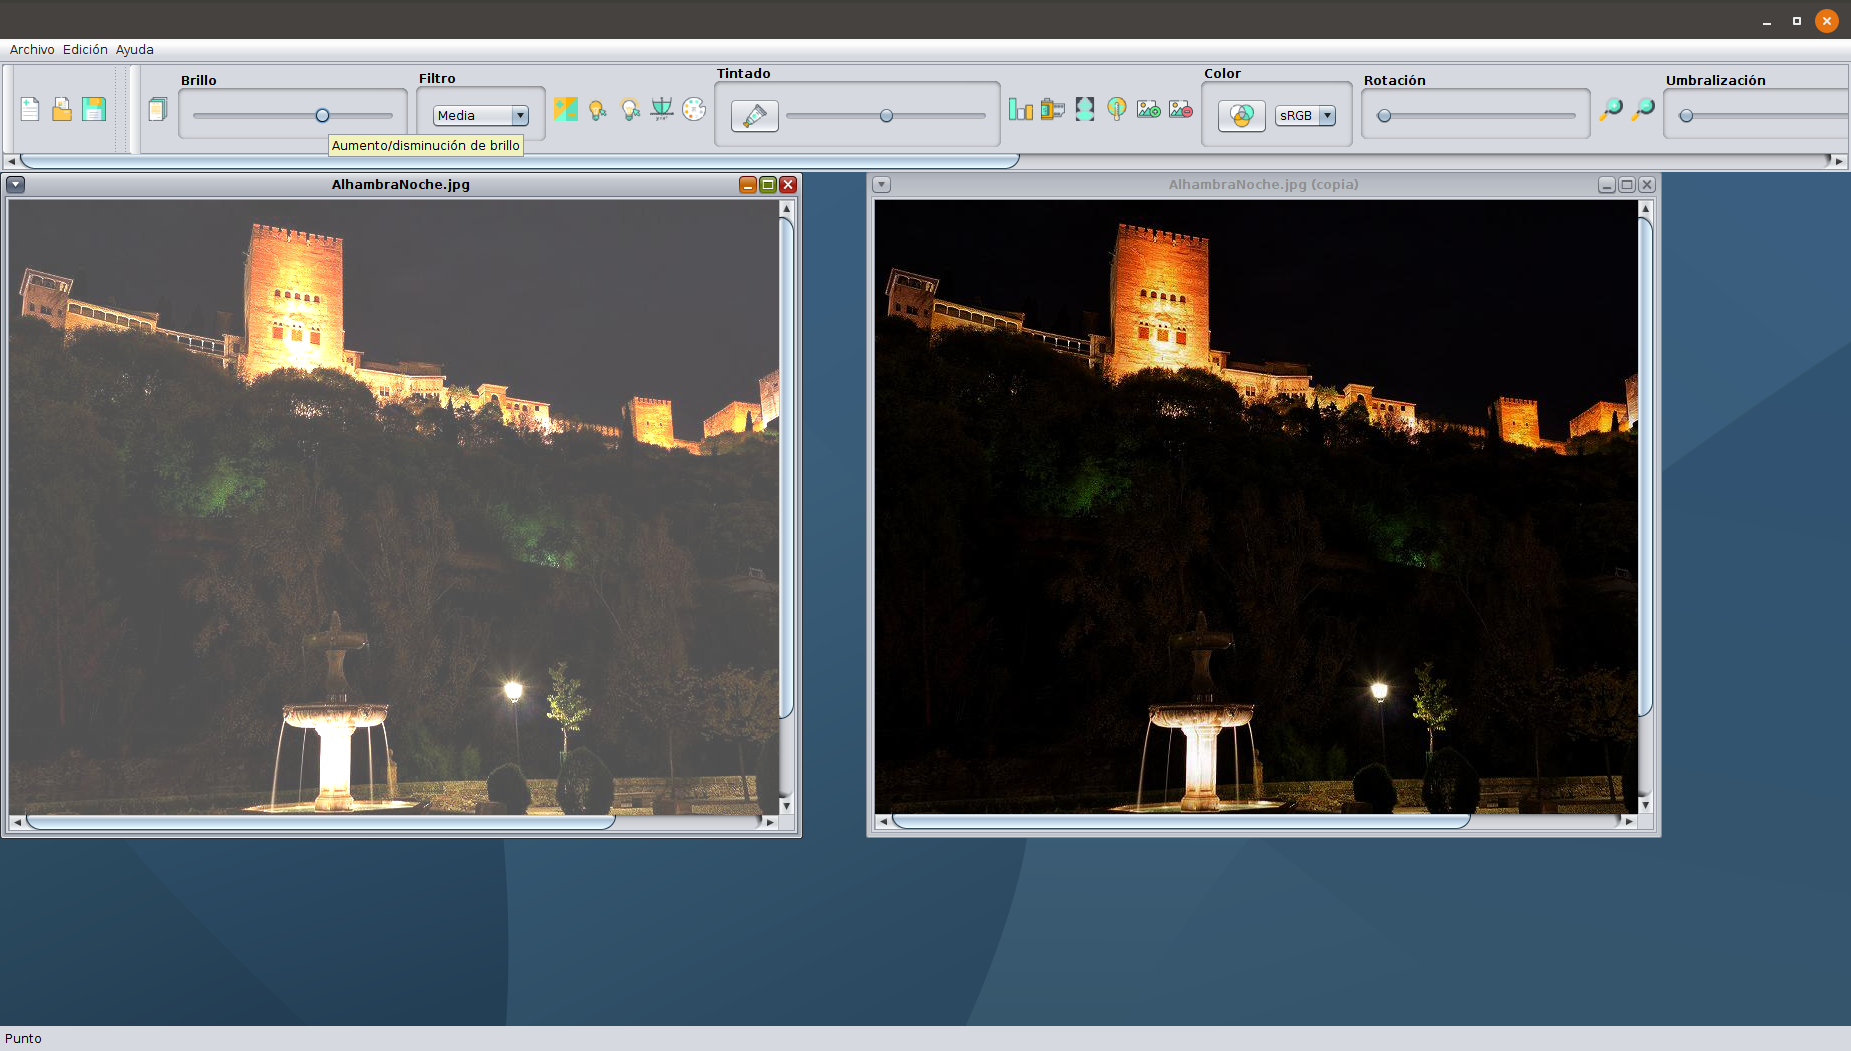 Archivo Edición Ayuda
Brillo
Filtro
Tintado
Color
Rotación
Umbralización
Media
sRGB
Aumento/disminución de brillo
AlhambraNoche.jpg
AlhambraNoche.jpg (copia)
Punto